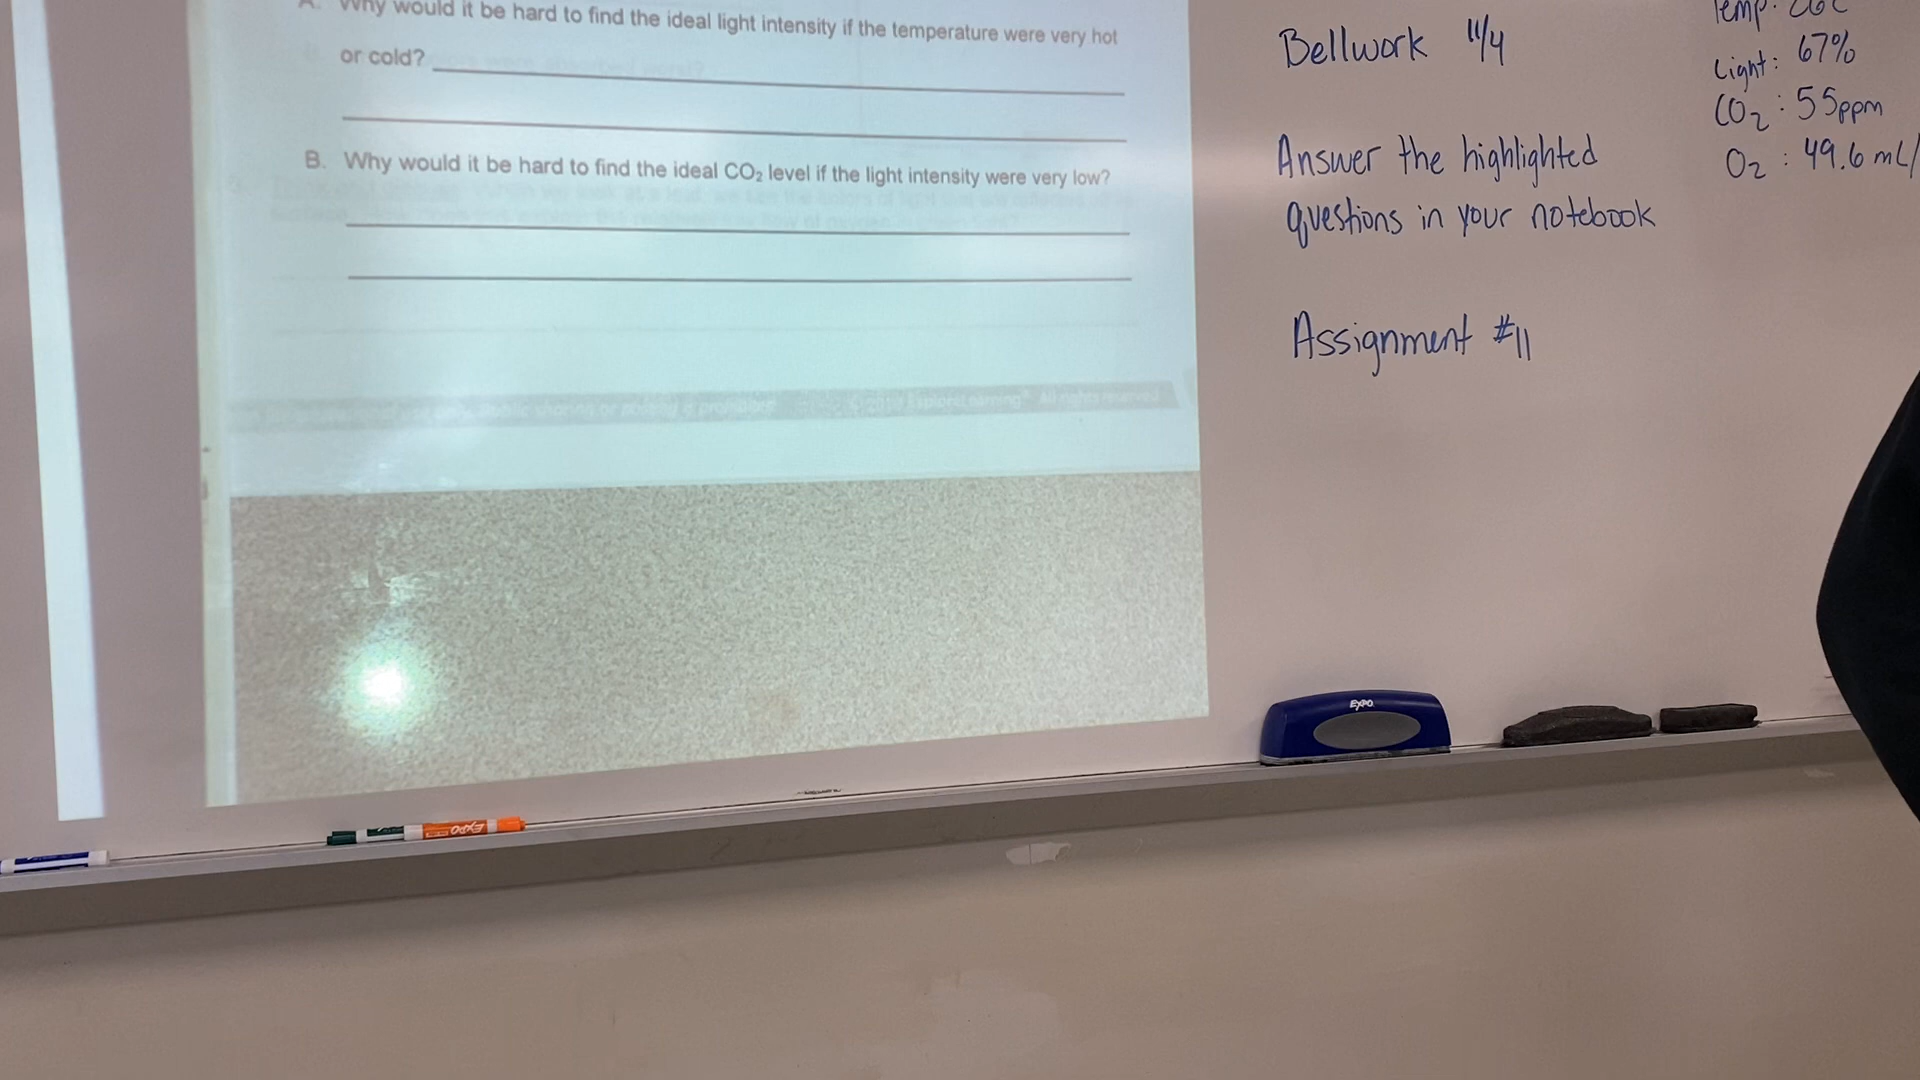 A. Why would it be hard to find the ideal light intensity if the temperature were very hot
or cold?
B. Why would it be hard to find the ideal CO₂ level if the light intensity were very low?
Bellwork 11/4
Answer the highlighted
questions in your notebook
Assignment #11
Temp: 26C
Light: 67%
CO₂: 55ppm
O₂: 49.6 mL/
EXPO
EXPO